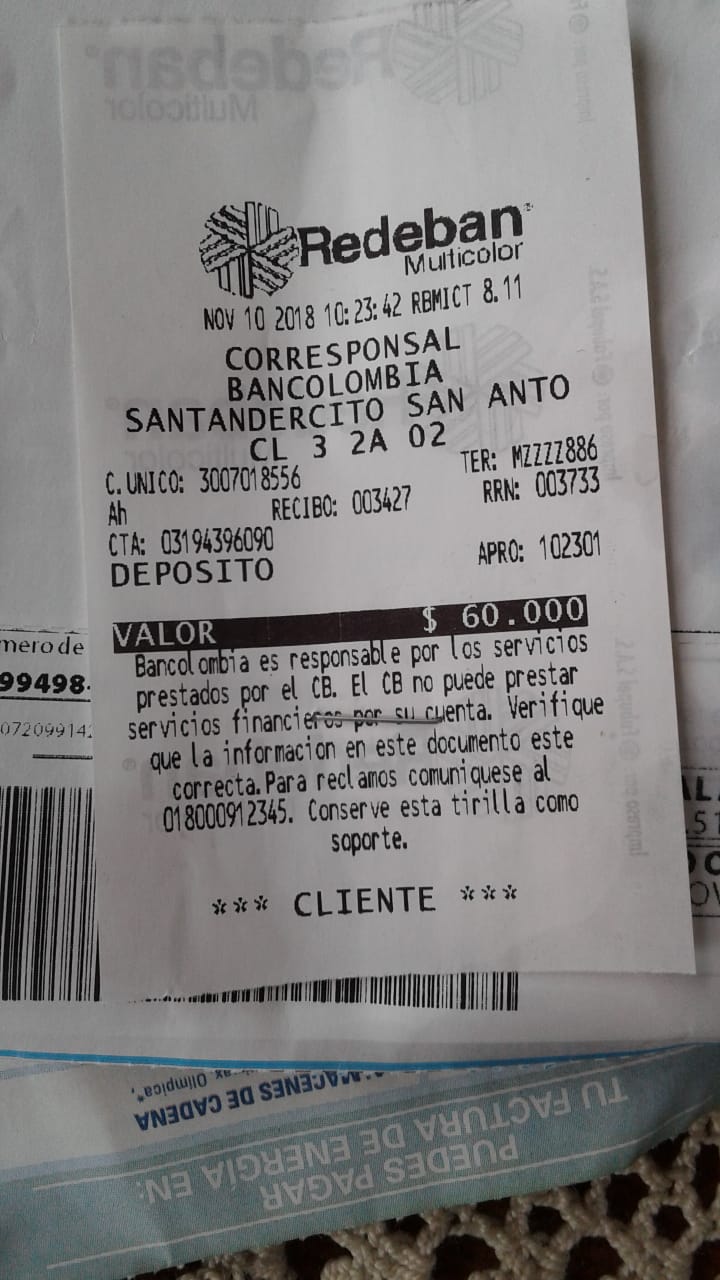 Redeban
Multicolor
NOV 10 2018 10:23:42 RBMICT 8.11
CORRESPONSAL
BANCOLOMBIA
SANTANDERCITO SAN ANTO
CL 3 2A 02
C. UNICO: 3007018556 TER: MZZZZ886
Ah RECIBO: 003427 RRN: 003733
CTA: 03194396090
DEPOSITO APRO: 102301
VALOR $ 60.000
Bancolombia es responsable por los servicios
prestados por el CB. El CB no puede prestar
servicios financieros por su cuenta. Verifique
que la informacion en este documento este
correcta.Para reclamos comuniquese al
018000912345. Conserve esta tirilla como
soporte.
*** CLIENTE ***
mero de
99498
072099142
TU FACTURA DE ENERGÍA EN:
PUEDES PAGAR
ALMACENES DE CADENA
Olimpica*,